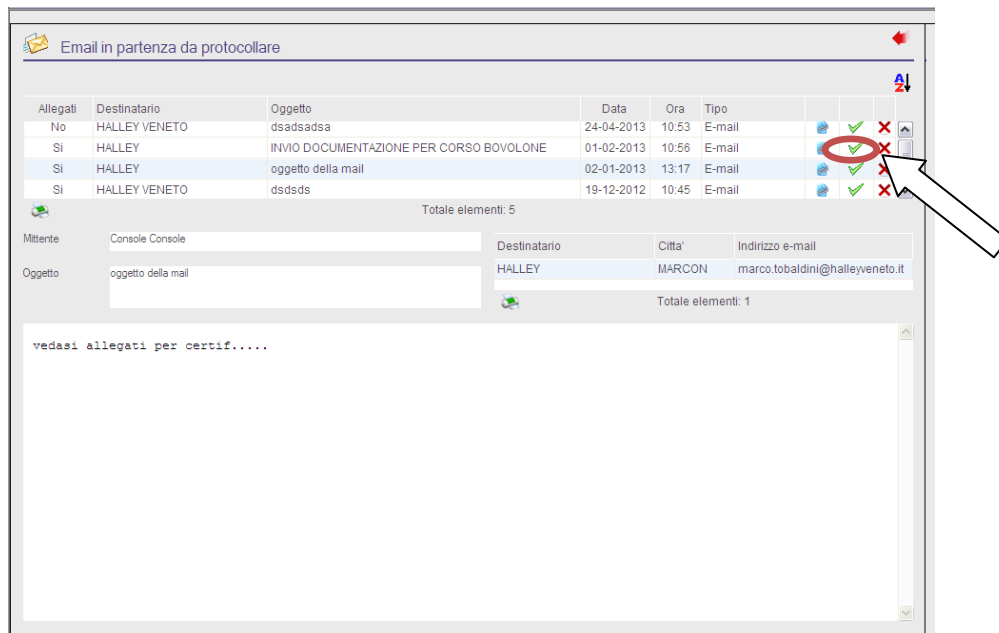 Email in partenza da protocollare
Allegati Destinatario Oggetto Data Ora Tipo
No HALLEY VENETO dsadsadsa 24-04-2013 10:53 E-mail
Si HALLEY INVIO DOCUMENTAZIONE PER CORSO BOVOLONE 01-02-2013 10:56 E-mail
Si HALLEY oggetto della mail 02-01-2013 13:17 E-mail
Si HALLEY VENETO dsdsds 19-12-2012 10:45 E-mail
Totale elementi: 5
Mittente Console Console
Oggetto oggetto della mail
Destinatario Citta' Indirizzo e-mail
HALLEY MARCON marco.tobaldini@halleyveneto.it
Totale elementi: 1
vedasi allegati per certif.....